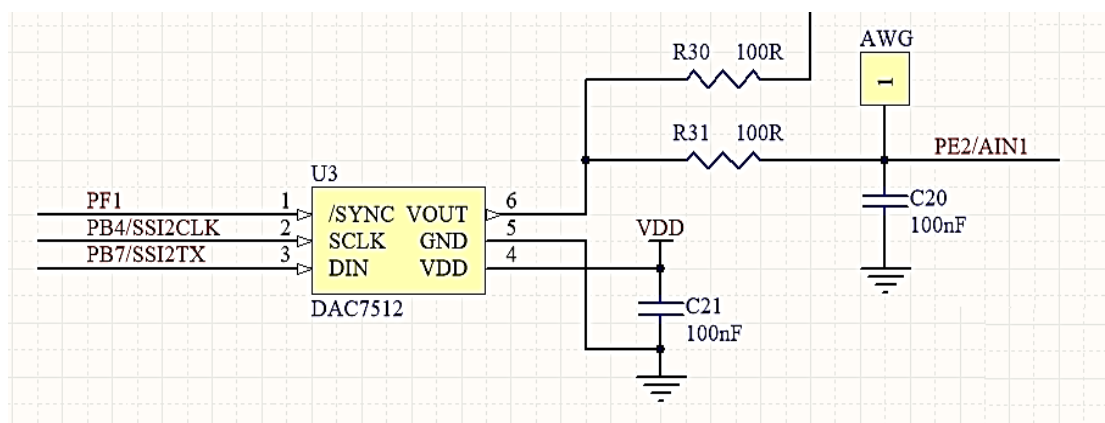 AWG
1
R30 100R
R31 100R
PE2/AIN1
C20
100nF
U3
PF1 1 /SYNC VOUT 6
PB4/SSI2CLK 2 SCLK GND 5
PB7/SSI2TX 3 DIN VDD 4
DAC7512
VDD
C21
100nF